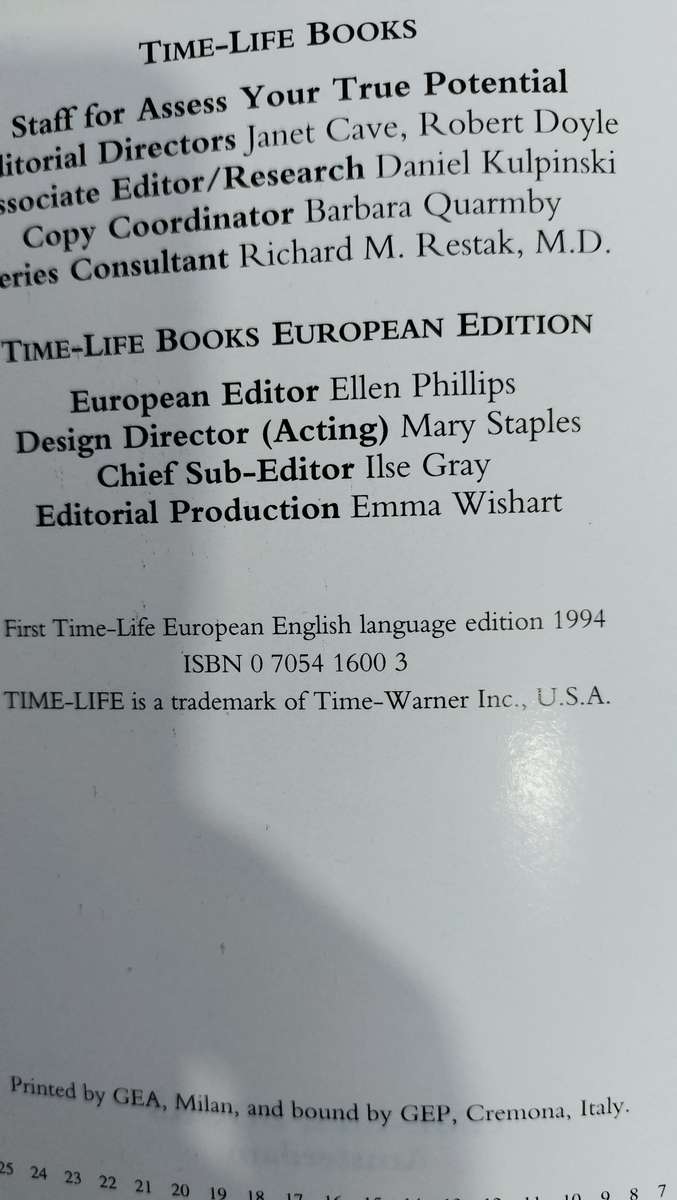 TIME-LIFE BOOKS
Staff for Assess Your True Potential
ditorial Directors Janet Cave, Robert Doyle
ssociate Editor/Research Daniel Kulpinski
Copy Coordinator Barbara Quarmby
eries Consultant Richard M. Restak, M.D.
TIME-LIFE BOOKS EUROPEAN EDITION
European Editor Ellen Phillips
Design Director (Acting) Mary Staples
Chief Sub-Editor Ilse Gray
Editorial Production Emma Wishart
First Time-Life European English language edition 1994
ISBN 0 7054 1600 3
TIME-LIFE is a trademark of Time-Warner Inc., U.S.A.
Printed by GEA, Milan, and bound by GEP, Cremona, Italy.
25 24 23 22 21 20 19 18 17 10 9 8 7